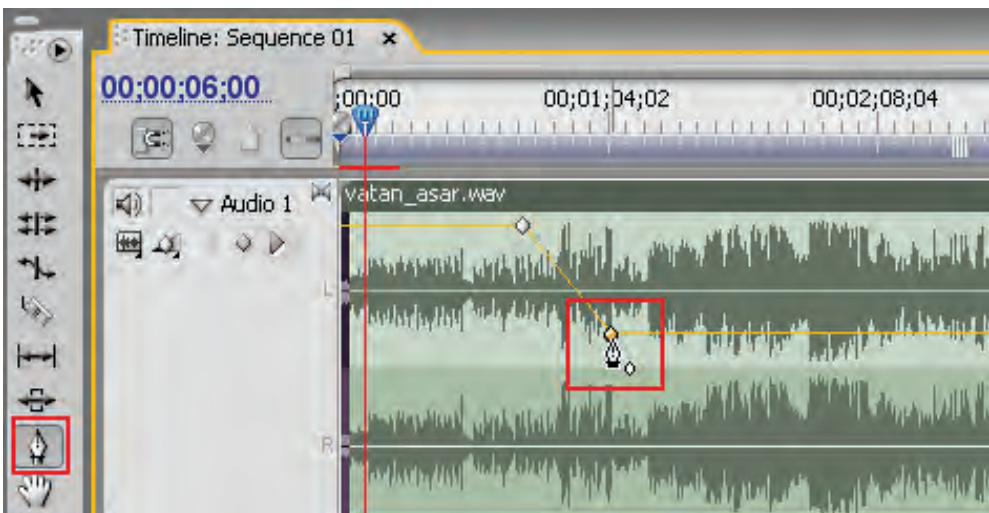 Timeline: Sequence 01 ×
00;00;06;00
;00;00 00;01;04;02 00;02;08;04
Audio 1 vatan_asar.wav
L
R